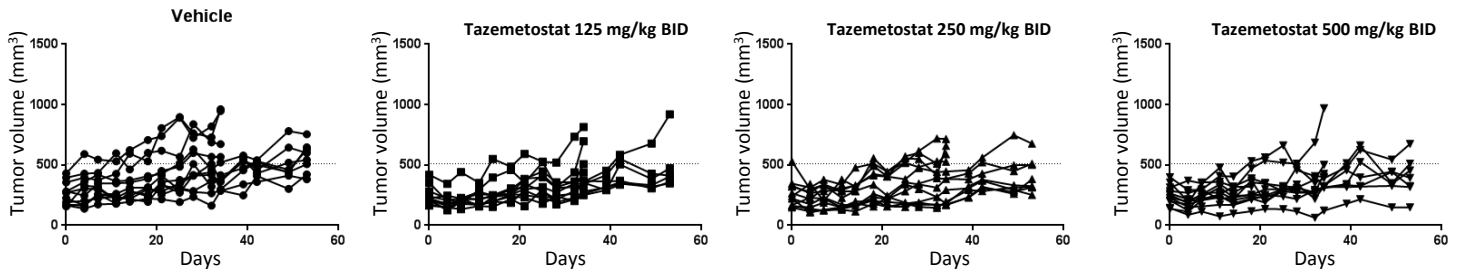 Vehicle
Tumor volume (mm³)
1500
1000
500
0
0 20 40 60
Days
Tazemetostat 125 mg/kg BID
Tumor volume (mm³)
1500
1000
500
0
0 20 40 60
Days
Tazemetostat 250 mg/kg BID
Tumor volume (mm³)
1500
1000
500
0
0 20 40 60
Days
Tazemetostat 500 mg/kg BID
Tumor volume (mm³)
1500
1000
500
0
0 20 40 60
Days